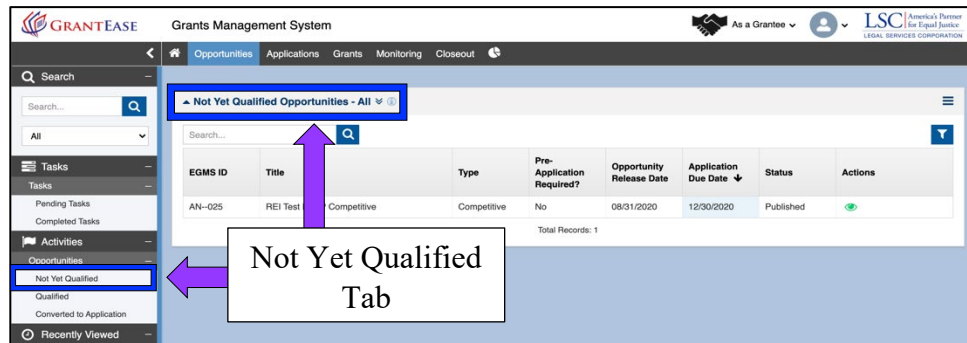 GRANTEASE
Grants Management System
As a Grantee
LSC America's Partner for Equal Justice
LEGAL SERVICES CORPORATION
Opportunities Applications Grants Monitoring Closeout
Search
Search...
All
Tasks
Tasks
Pending Tasks
Completed Tasks
Activities
Opportunities
Not Yet Qualified
Qualified
Converted to Application
Recently Viewed
Not Yet Qualified Opportunities - All
Search...
EGMS ID Title Type Pre-Application Required? Opportunity Release Date Application Due Date Status Actions
AN--025 REI Test Competitive Competitive No 08/31/2020 12/30/2020 Published
Total Records: 1
Not Yet Qualified
Tab